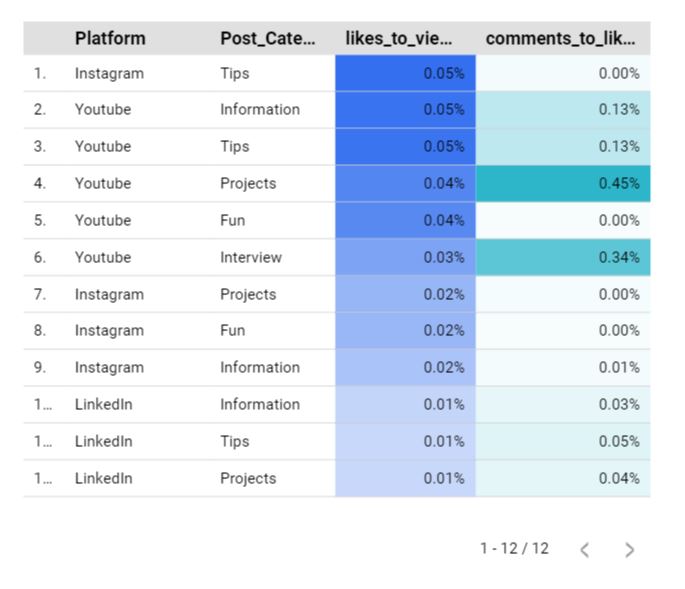 Platform Post_Cate... likes_to_vie... comments_to_lik...
1. Instagram Tips 0.05% 0.00%
2. Youtube Information 0.05% 0.13%
3. Youtube Tips 0.05% 0.13%
4. Youtube Projects 0.04% 0.45%
5. Youtube Fun 0.04% 0.00%
6. Youtube Interview 0.03% 0.34%
7. Instagram Projects 0.02% 0.00%
8. Instagram Fun 0.02% 0.00%
9. Instagram Information 0.02% 0.01%
1... LinkedIn Information 0.01% 0.03%
1... LinkedIn Tips 0.01% 0.05%
1... LinkedIn Projects 0.01% 0.04%
1 - 12 / 12